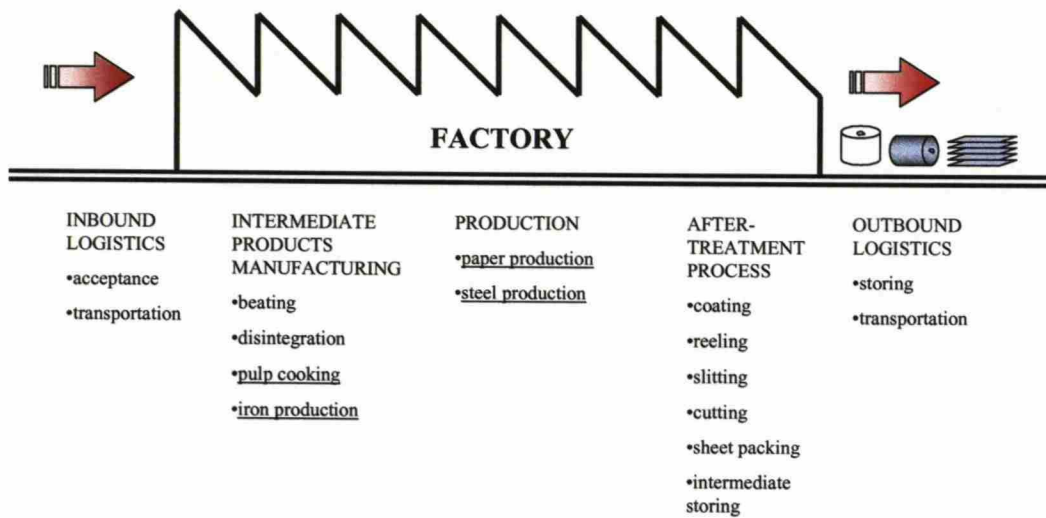 FACTORY
INBOUND
LOGISTICS
•acceptance
•transportation
INTERMEDIATE
PRODUCTS
MANUFACTURING
•beating
•disintegration
•pulp cooking
•iron production
PRODUCTION
•paper production
•steel production
AFTER-
TREATMENT
PROCESS
•coating
•reeling
•slitting
•cutting
•sheet packing
•intermediate
storing
OUTBOUND
LOGISTICS
•storing
•transportation